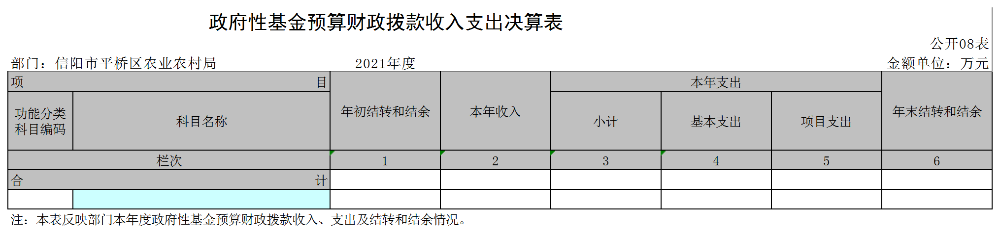 政府性基金预算财政拨款收入支出决算表
公开08表
部门：信阳市平桥区农业农村局 2021年度 金额单位：万元
项 目 年初结转和结余 本年收入 本年支出 年末结转和结余
功能分类科目编码 科目名称 小计 基本支出 项目支出
栏次 1 2 3 4 5 6
合 计
注：本表反映部门本年度政府性基金预算财政拨款收入、支出及结转和结余情况。